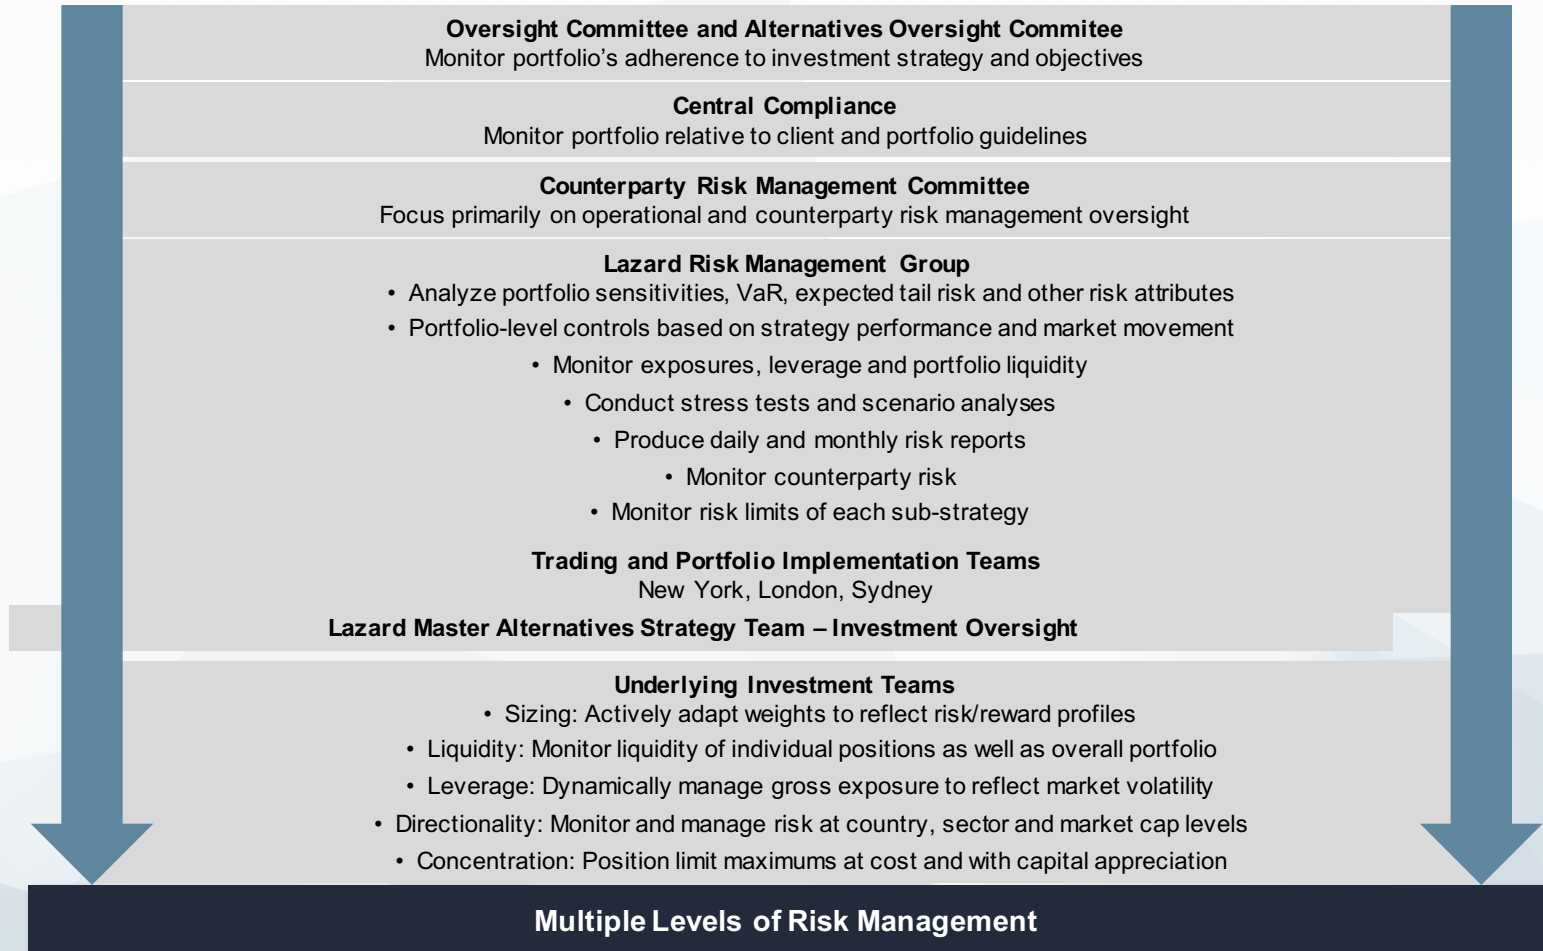 Oversight Committee and Alternatives Oversight Commitee
Monitor portfolio’s adherence to investment strategy and objectives
Central Compliance
Monitor portfolio relative to client and portfolio guidelines
Counterparty Risk Management Committee
Focus primarily on operational and counterparty risk management oversight
Lazard Risk Management Group
• Analyze portfolio sensitivities, VaR, expected tail risk and other risk attributes
• Portfolio-level controls based on strategy performance and market movement
• Monitor exposures, leverage and portfolio liquidity
• Conduct stress tests and scenario analyses
• Produce daily and monthly risk reports
• Monitor counterparty risk
• Monitor risk limits of each sub-strategy
Trading and Portfolio Implementation Teams
New York, London, Sydney
Lazard Master Alternatives Strategy Team – Investment Oversight
Underlying Investment Teams
• Sizing: Actively adapt weights to reflect risk/reward profiles
• Liquidity: Monitor liquidity of individual positions as well as overall portfolio
• Leverage: Dynamically manage gross exposure to reflect market volatility
• Directionality: Monitor and manage risk at country, sector and market cap levels
• Concentration: Position limit maximums at cost and with capital appreciation
Multiple Levels of Risk Management